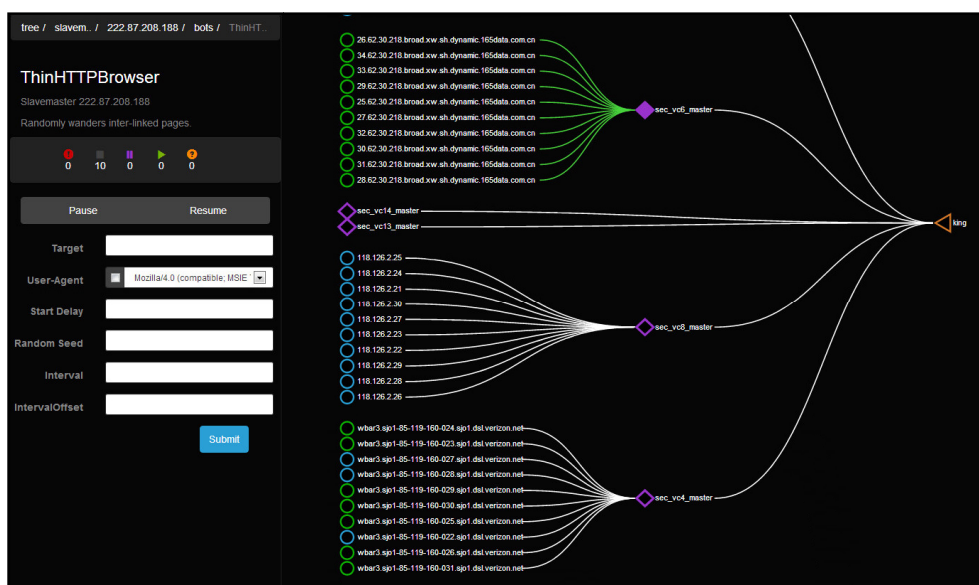 tree / slavem.. / 222.87.208.188 / bots / ThinHT..
ThinHTTPBrowser
Slavemaster 222.87.208.188
Randomly wanders inter-linked pages.
0 10 0 0 0
Pause Resume
Target
User-Agent Mozilla/4.0 (compatible; MSIE
Start Delay
Random Seed
Interval
IntervalOffset
Submit
26.62.30.218.broad.xw.sh.dynamic.165data.com.cn
34.62.30.218.broad.xw.sh.dynamic.165data.com.cn
33.62.30.218.broad.xw.sh.dynamic.165data.com.cn
29.62.30.218.broad.xw.sh.dynamic.165data.com.cn
25.62.30.218.broad.xw.sh.dynamic.165data.com.cn
27.62.30.218.broad.xw.sh.dynamic.165data.com.cn
32.62.30.218.broad.xw.sh.dynamic.165data.com.cn
30.62.30.218.broad.xw.sh.dynamic.165data.com.cn
31.62.30.218.broad.xw.sh.dynamic.165data.com.cn
28.62.30.218.broad.xw.sh.dynamic.165data.com.cn
sec_vc6_master
sec_vc14_master
sec_vc13_master
king
118.126.2.25
118.126.2.24
118.126.2.21
118.126.2.30
118.126.2.27
118.126.2.23
118.126.2.22
118.126.2.29
118.126.2.28
118.126.2.26
sec_vc8_master
wbar3.sjo1-85-119-160-024.sjo1.dsl.verizon.net
wbar3.sjo1-85-119-160-023.sjo1.dsl.verizon.net
wbar3.sjo1-85-119-160-027.sjo1.dsl.verizon.net
wbar3.sjo1-85-119-160-028.sjo1.dsl.verizon.net
wbar3.sjo1-85-119-160-029.sjo1.dsl.verizon.net
wbar3.sjo1-85-119-160-030.sjo1.dsl.verizon.net
wbar3.sjo1-85-119-160-025.sjo1.dsl.verizon.net
wbar3.sjo1-85-119-160-022.sjo1.dsl.verizon.net
wbar3.sjo1-85-119-160-026.sjo1.dsl.verizon.net
wbar3.sjo1-85-119-160-031.sjo1.dsl.verizon.net
sec_vc4_master